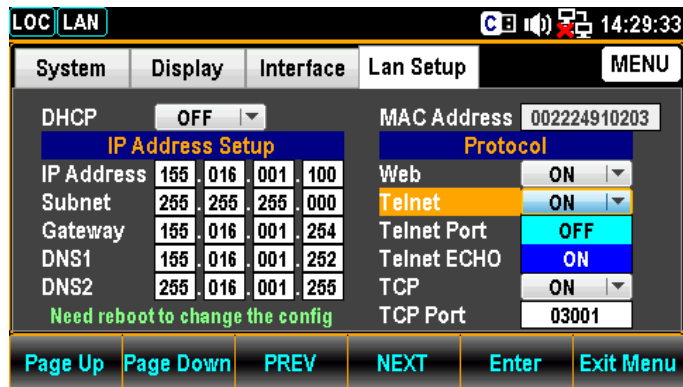 LOC LAN C 14:29:33
System Display Interface Lan Setup MENU
DHCP OFF
IP Address Setup
IP Address 155 . 016 . 001 . 100
Subnet 255 . 255 . 255 . 000
Gateway 155 . 016 . 001 . 254
DNS1 155 . 016 . 001 . 252
DNS2 255 . 016 . 001 . 255
Need reboot to change the config
MAC Address 002224910203
Protocol
Web ON
Telnet ON
Telnet Port OFF
Telnet ECHO ON
TCP ON
TCP Port 03001
Page Up Page Down PREV NEXT Enter Exit Menu